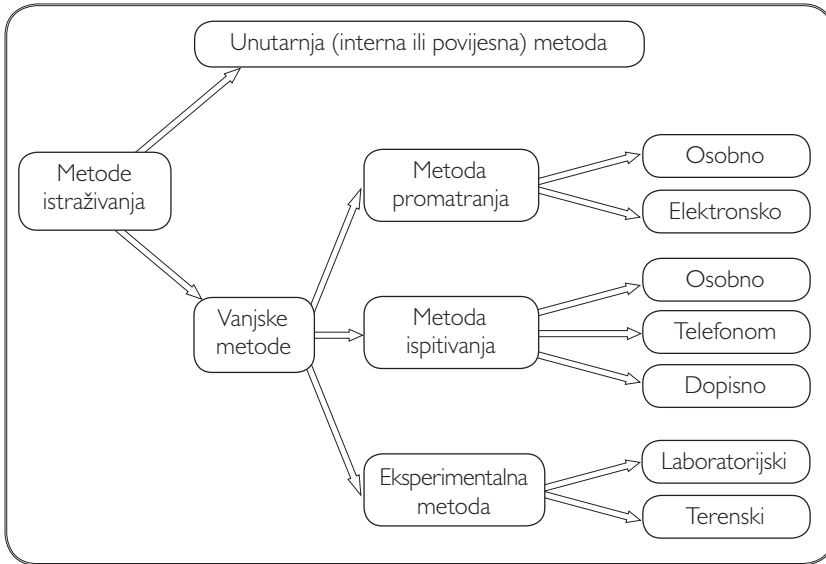 Unutarnja (interna ili povijesna) metoda
Metode
istraživanja
Vanjske
metode
Metoda
promatranja
Osobno
Elektronsko
Metoda
ispitivanja
Osobno
Telefonom
Dopisno
Eksperimentalna
metoda
Laboratorijski
Terenski